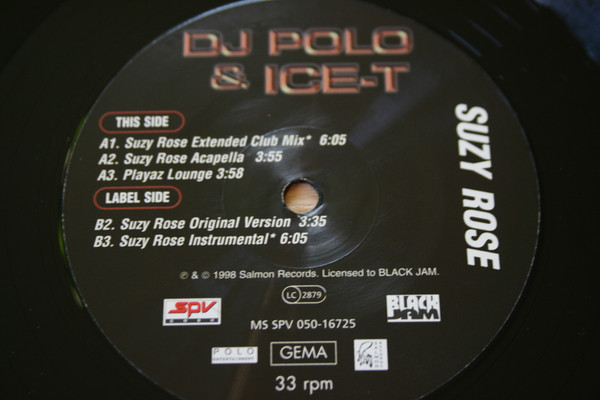 DJ POLO
& ICE-T
SUZY ROSE
THIS SIDE
A1. Suzy Rose Extended Club Mix* 6:05
A2. Suzy Rose Acapella 3:55
A3. Playaz Lounge 3:58
LABEL SIDE
B2. Suzy Rose Original Version 3:35
B3. Suzy Rose Instrumental* 6:05
℗ & © 1998 Salmon Records. Licensed to BLACK JAM.
spv
LC 2879
BLACK
JAM
MS SPV 050-16725
POLO
ENTERTAINMENT
GEMA
33 rpm